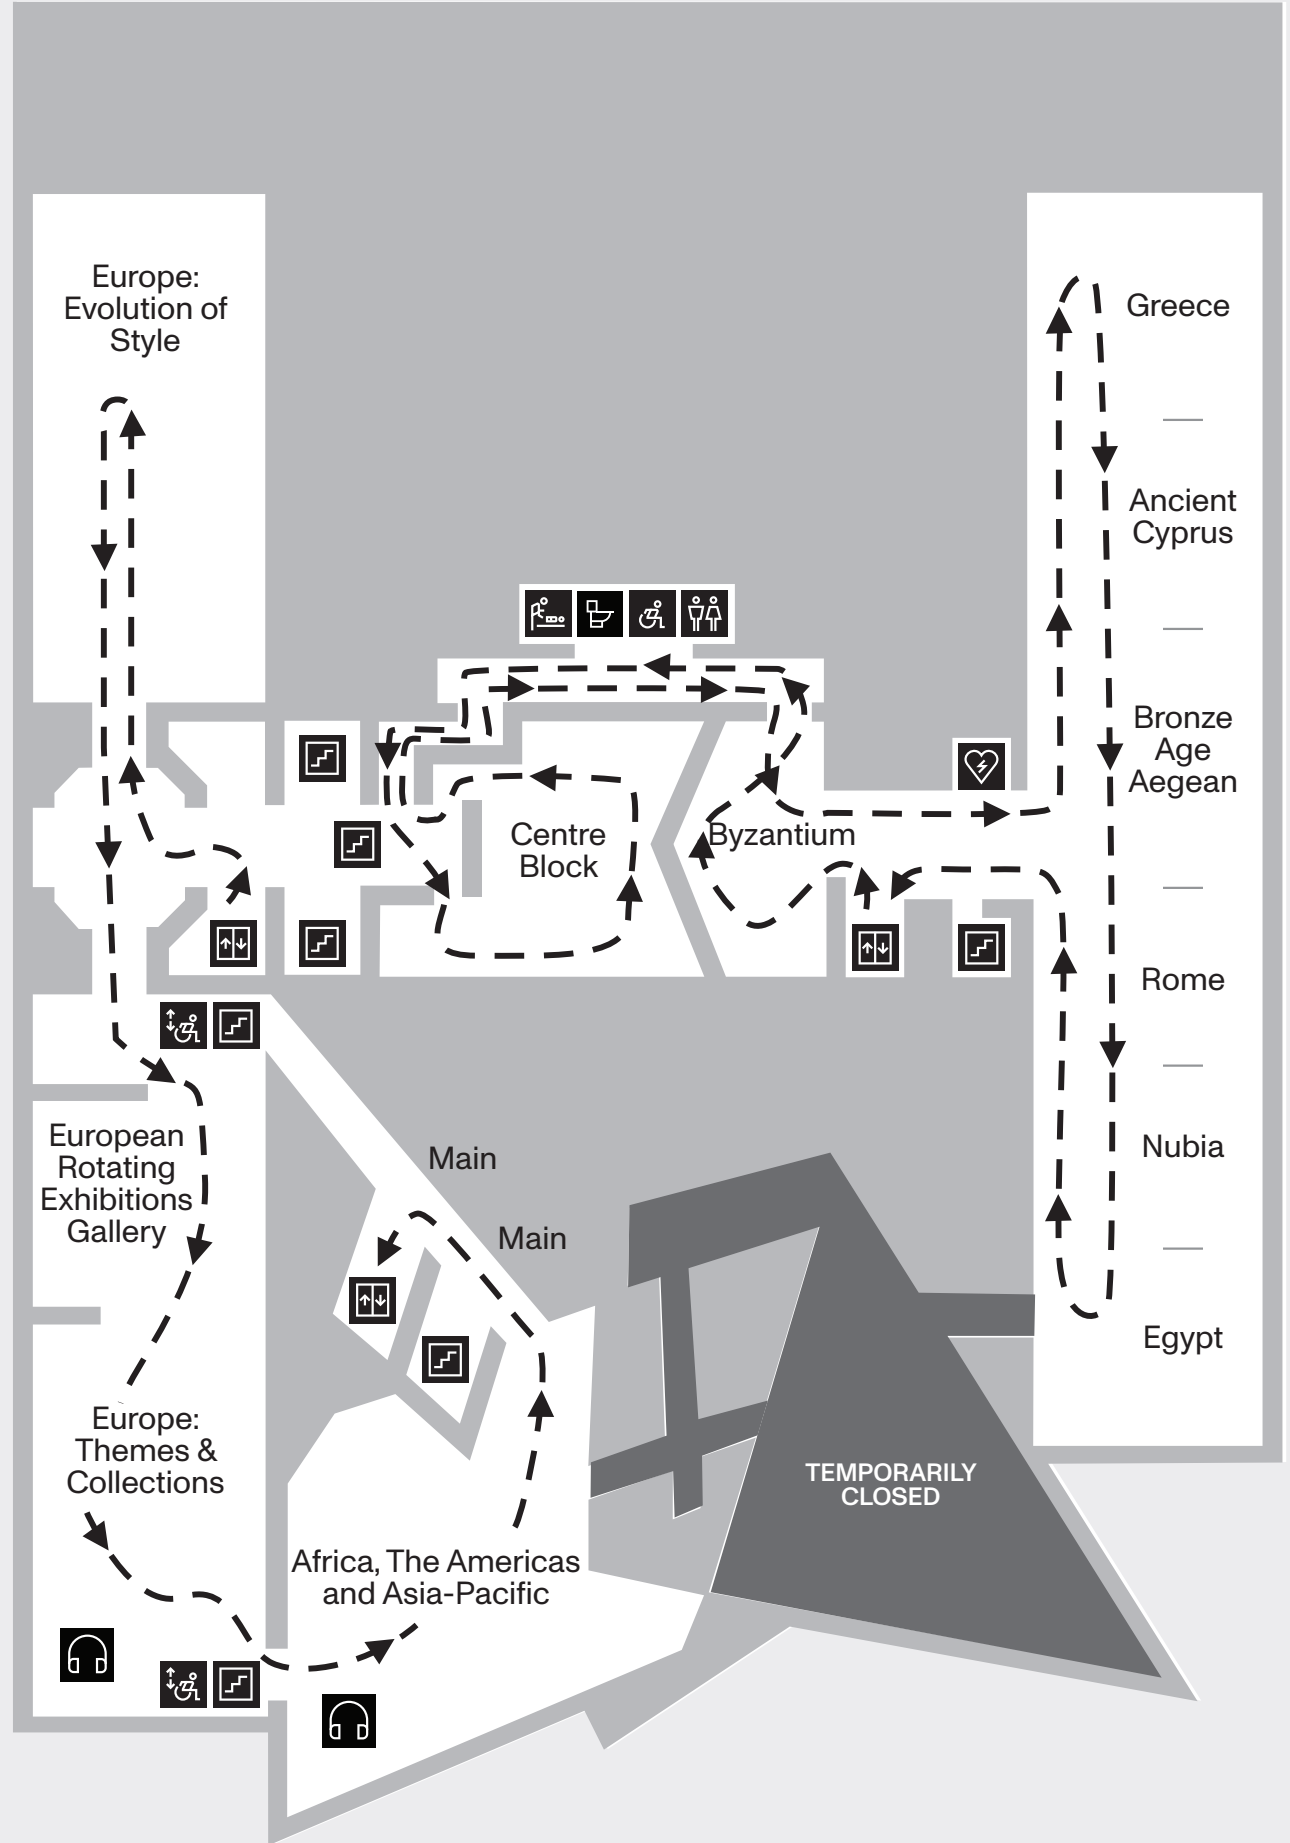 Europe:
Evolution of
Style
Greece
Ancient
Cyprus
Bronze
Age
Aegean
Centre
Block
Byzantium
Rome
European
Rotating
Exhibitions
Gallery
Main
Main
Nubia
Egypt
Europe:
Themes &
Collections
TEMPORARILY
CLOSED
Africa, The Americas
and Asia-Pacific